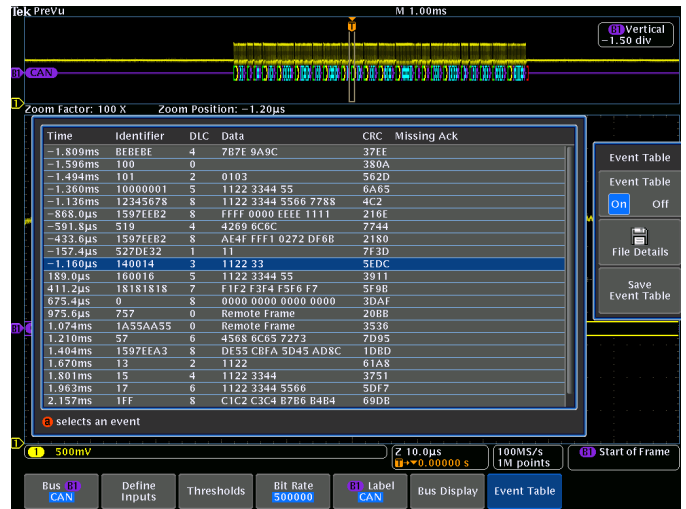 Tek PreVu M 1.00ms
T
B1 Vertical
−1.50 div
B1 CAN
1
Zoom Factor: 100 X Zoom Position: −1.20µs
Time Identifier DLC Data CRC Missing Ack
−1.809ms BEBEBE 4 7B7E 9A9C 37EE
−1.596ms 100 0 380A
−1.494ms 101 2 0103 562D
−1.360ms 10000001 5 1122 3344 55 6A65
−1.136ms 12345678 8 1122 3344 5566 7788 4C2
−868.0µs 1597EEB2 8 FFFF 0000 EEEE 1111 216E
−591.8µs 519 4 4269 6C6C 7744
−433.6µs 1597EEB2 8 AE4F FFF1 0272 DF6B 2180
−157.4µs 527DE32 1 11 7F3D
−1.160µs 140014 3 1122 33 5EDC
189.0µs 160016 5 1122 3344 55 3911
411.2µs 18181818 7 F1F2 F3F4 F5F6 F7 5F9B
675.4µs 0 8 0000 0000 0000 0000 3DAF
975.6µs 757 0 Remote Frame 20BB
1.074ms 1A55AA55 0 Remote Frame 3536
1.210ms 57 6 4568 6C65 7273 7D95
1.404ms 1597EEA3 8 DE55 CBFA 5D45 AD8C 1DBD
1.670ms 13 2 1122 61A8
1.801ms 15 4 1122 3344 3751
1.963ms 17 6 1122 3344 5566 5DF7
2.157ms 1FF 8 C1C2 C3C4 B7B6 B4B4 69DB
a selects an event
Event Table
Event Table
On Off
File Details
Save
Event Table
B1
1
1 500mV
Z 10.0µs
T→▼0.00000 s
100MS/s
1M points
B1 Start of Frame
Bus B1
CAN
Define
Inputs
Thresholds
Bit Rate
500000
B1 Label
CAN
Bus Display
Event Table